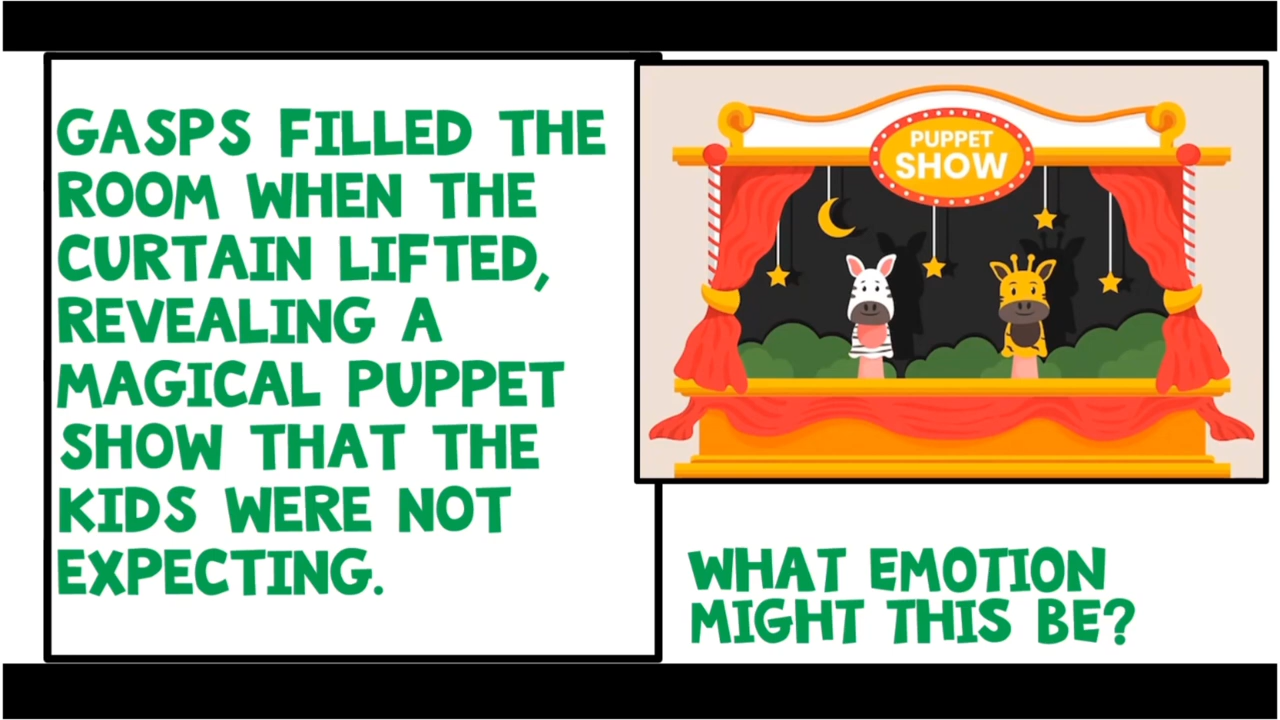 GASPS FILLED THE
ROOM WHEN THE
CURTAIN LIFTED,
REVEALING A
MAGICAL PUPPET
SHOW THAT THE
KIDS WERE NOT
EXPECTING.
PUPPET
SHOW
WHAT EMOTION
MIGHT THIS BE?